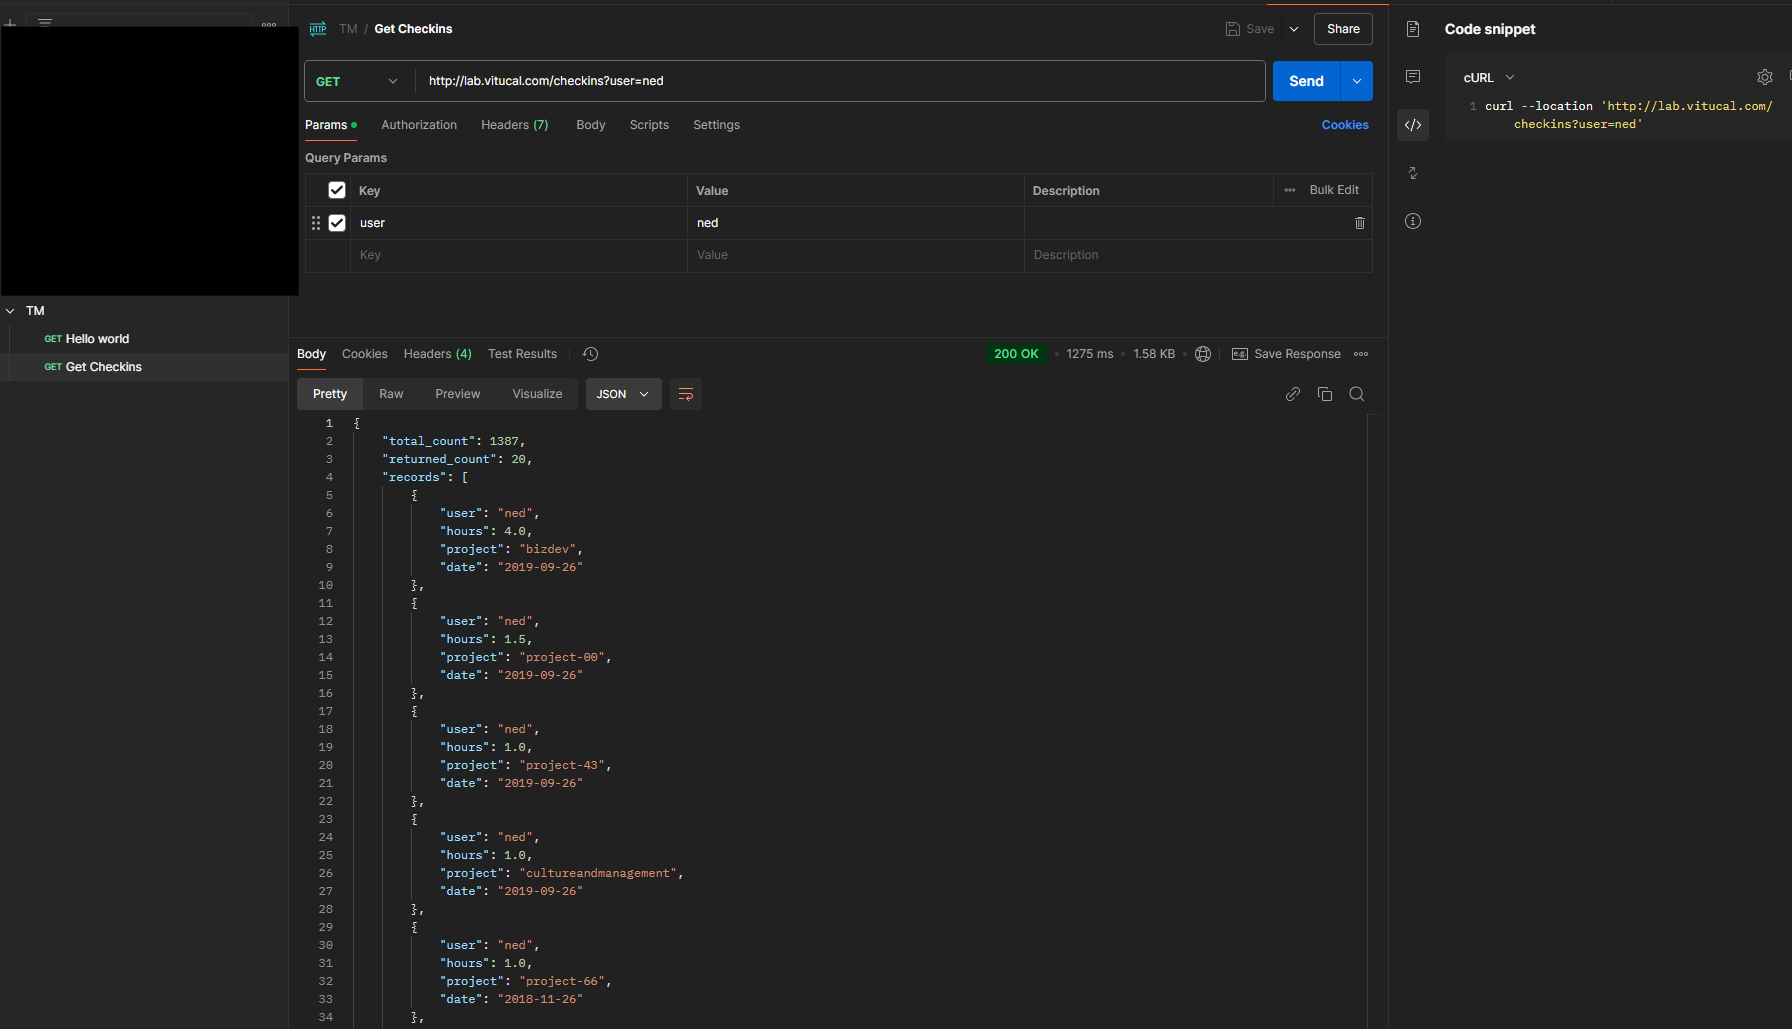 TM / Get Checkins
Save
Share
GET
http://lab.vitucal.com/checkins?user=ned
Send
Params
Authorization
Headers (7)
Body
Scripts
Settings
Cookies
Query Params
Key Value Description Bulk Edit
user ned
Key Value Description
TM
GET Hello world
GET Get Checkins
Body
Cookies
Headers (4)
Test Results
200 OK
1275 ms
1.58 KB
Save Response
Pretty
Raw
Preview
Visualize
JSON
1 {
2 "total_count": 1387,
3 "returned_count": 20,
4 "records": [
5 {
6 "user": "ned",
7 "hours": 4.0,
8 "project": "bizdev",
9 "date": "2019-09-26"
10 },
11 {
12 "user": "ned",
13 "hours": 1.5,
14 "project": "project-00",
15 "date": "2019-09-26"
16 },
17 {
18 "user": "ned",
19 "hours": 1.0,
20 "project": "project-43",
21 "date": "2019-09-26"
22 },
23 {
24 "user": "ned",
25 "hours": 1.0,
26 "project": "cultureandmanagement",
27 "date": "2019-09-26"
28 },
29 {
30 "user": "ned",
31 "hours": 1.0,
32 "project": "project-66",
33 "date": "2018-11-26"
34 },
Code snippet
cURL
1 curl --location 'http://lab.vitucal.com/
checkins?user=ned'